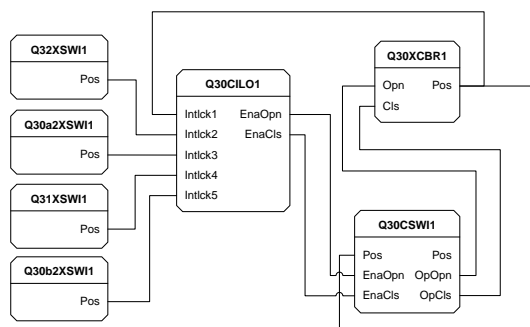 Q32XSWI1
Pos
Q30a2XSWI1
Pos
Q31XSWI1
Pos
Q30b2XSWI1
Pos
Q30CILO1
Intlck1 EnaOpn
Intlck2 EnaCls
Intlck3
Intlck4
Intlck5
Q30XCBR1
Opn Pos
Cls
Q30CSWI1
Pos Pos
EnaOpn OpOpn
EnaCls OpCls